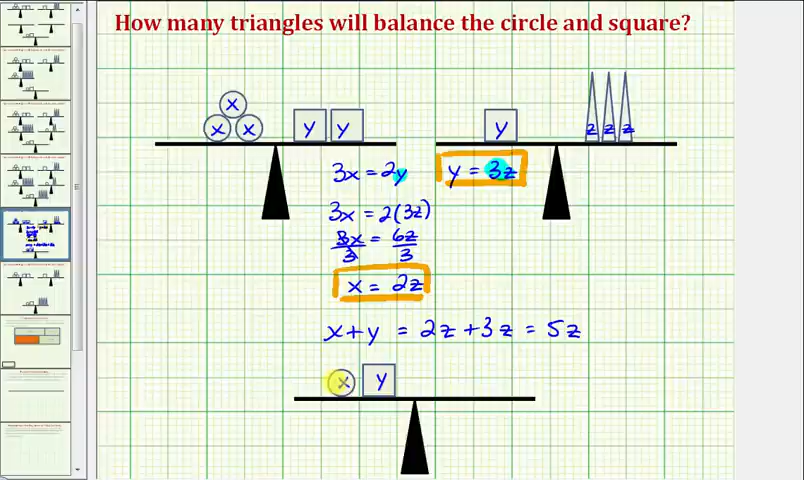 How many triangles will balance the circle and square?
x
x x y y y z z z
3x = 2y y = 3z
3x = 2(3z)
3x/3 = 6z/3
x = 2z
x + y = 2z + 3z = 5z
x y